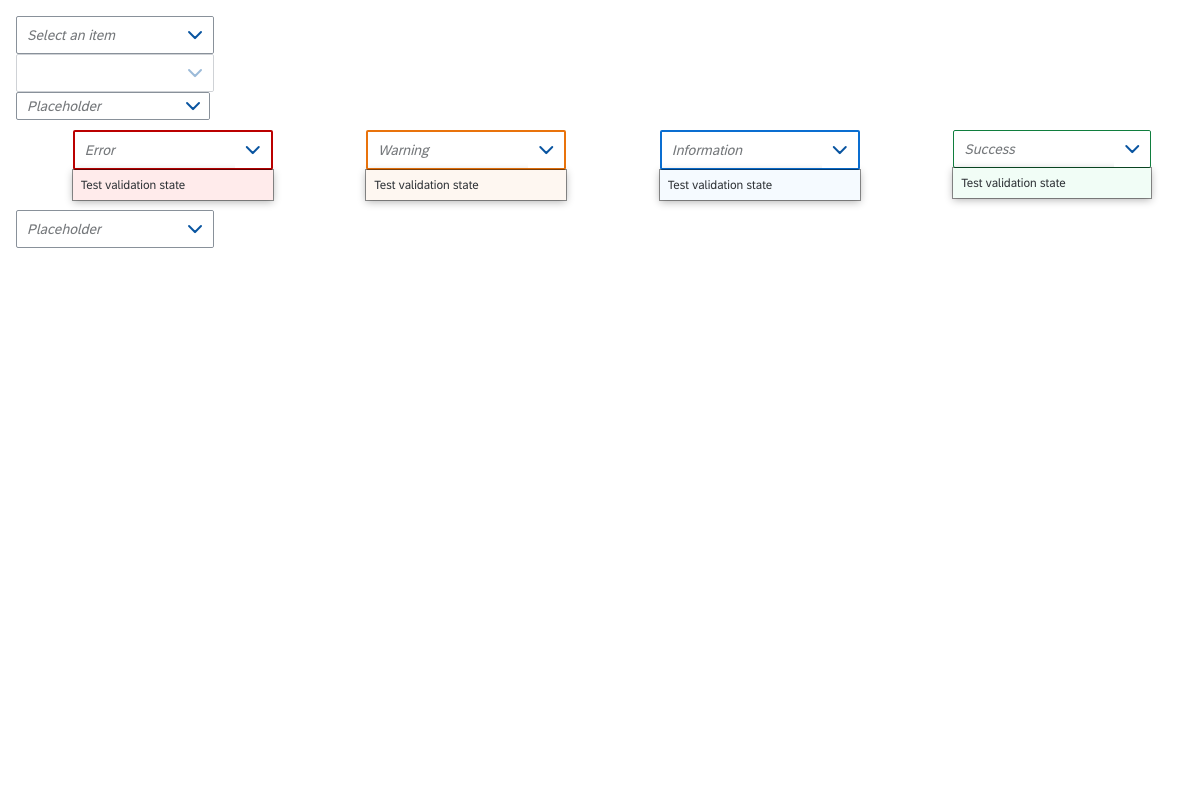 Select an item
Placeholder
Error
Warning
Information
Success
Test validation state
Test validation state
Test validation state
Test validation state
Placeholder